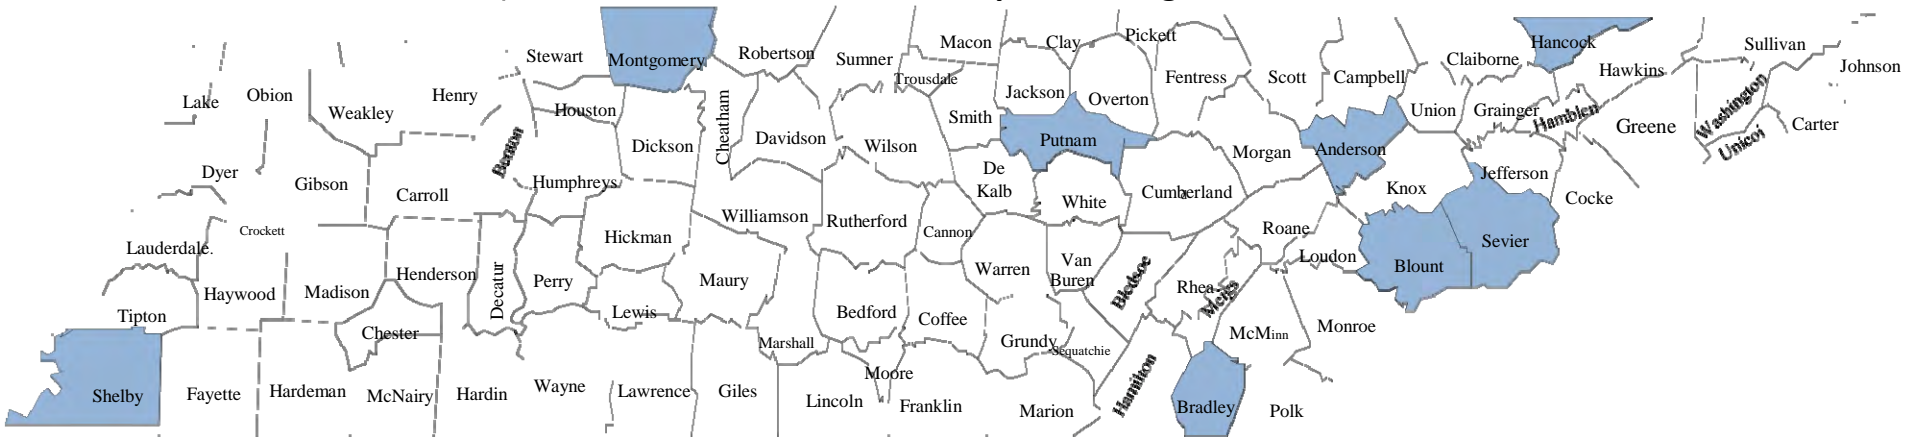 Stewart
Montgomery
Robertson
Sumner
Macon
Trousdale
Clay
Pickett
Fentress
Scott
Campbell
Claiborne
Hancock
Hawkins
Sullivan
Johnson
Lake
Obion
Weakley
Henry
Houston
Cheatham
Davidson
Wilson
Smith
Jackson
Overton
Union
Grainger
Hamblen
Greene
Washington
Unicoi
Carter
Dyer
Gibson
Carroll
Benton
Humphreys
Dickson
Williamson
Rutherford
De
Kalb
Putnam
White
Cumberland
Morgan
Anderson
Knox
Jefferson
Cocke
Sevier
Lauderdale.
Crockett
Haywood
Madison
Henderson
Decatur
Perry
Hickman
Lewis
Maury
Cannon
Warren
Van
Buren
Bledsoe
Rhea
Meigs
Roane
Loudon
Blount
Tipton
Chester
Marshall
Bedford
Coffee
Grundy
Sequatchie
Hamilton
McMinn
Monroe
Shelby
Fayette
Hardeman
McNairy
Hardin
Wayne
Lawrence
Giles
Lincoln
Moore
Franklin
Marion
Bradley
Polk